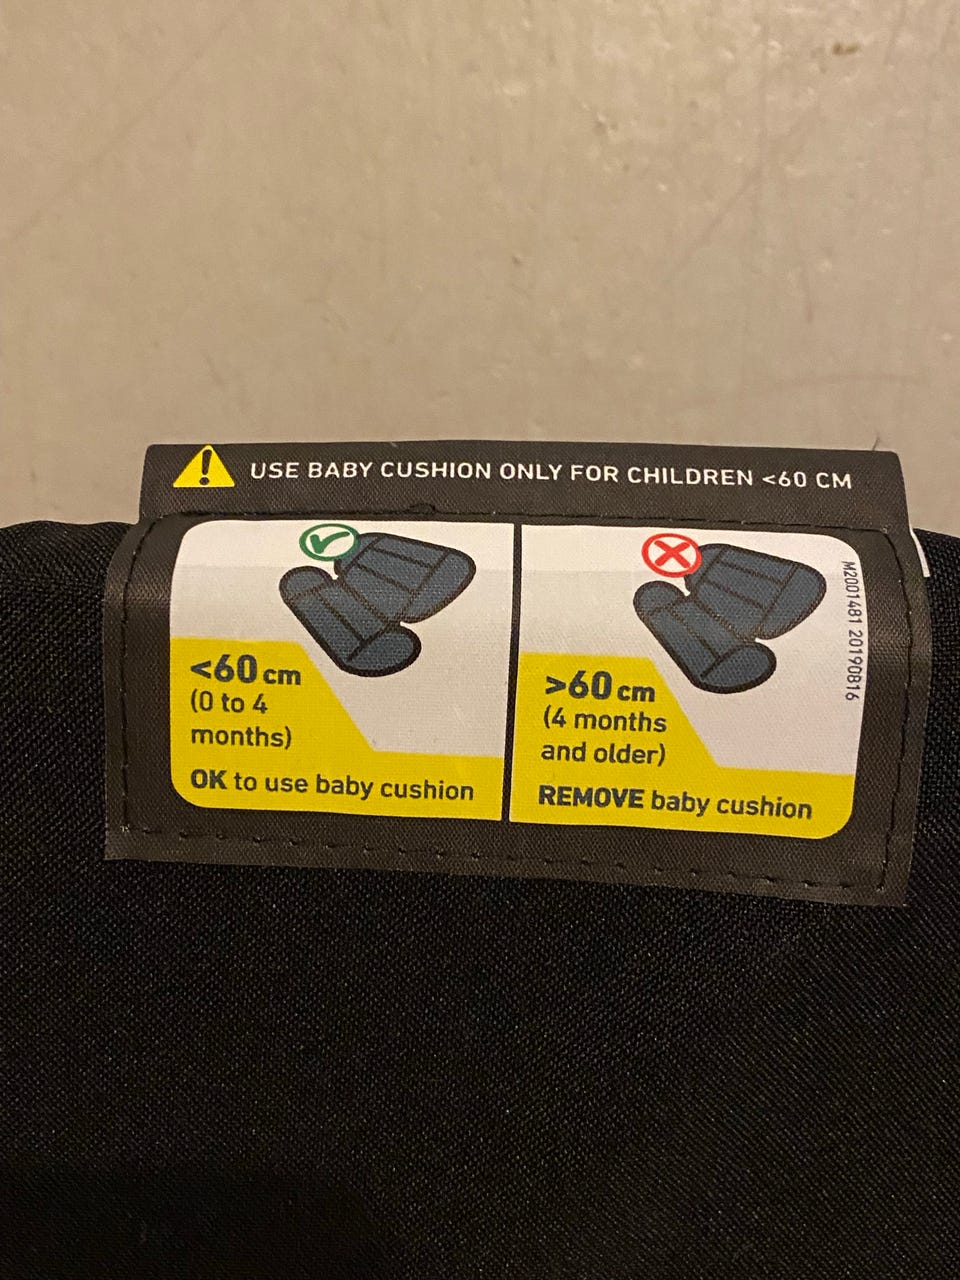 USE BABY CUSHION ONLY FOR CHILDREN <60 CM
<60 cm
(0 to 4
months)
OK to use baby cushion
>60 cm
(4 months
and older)
REMOVE baby cushion
M2001481 20190816